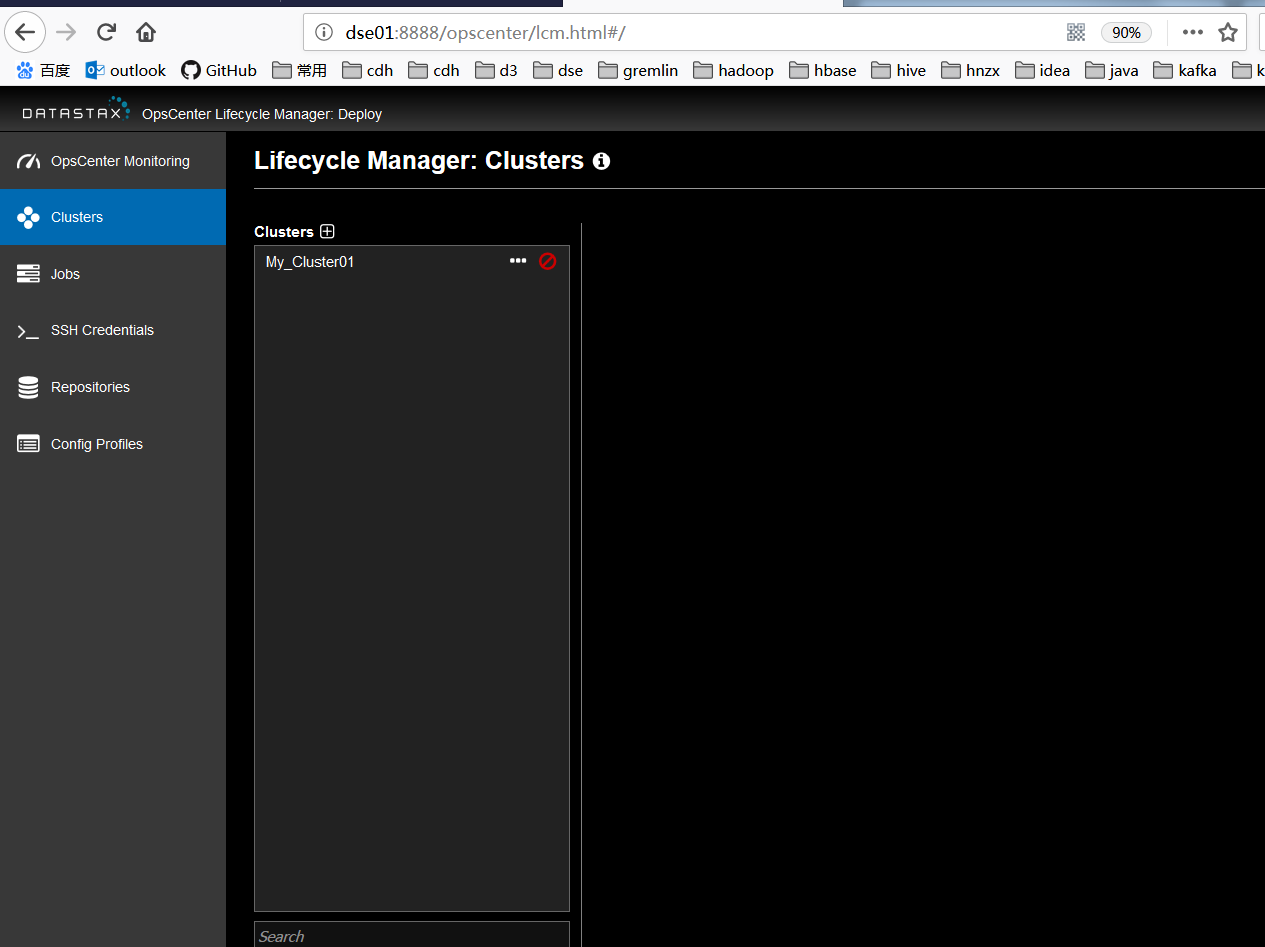 dse01:8888/opscenter/lcm.html#/ 90%
百度 outlook GitHub 常用 cdh cdh d3 dse gremlin hadoop hbase hive hnzx idea java kafka k
DATASTAX OpsCenter Lifecycle Manager: Deploy
OpsCenter Monitoring
Lifecycle Manager: Clusters
Clusters
Clusters
My_Cluster01
Jobs
SSH Credentials
Repositories
Config Profiles
Search